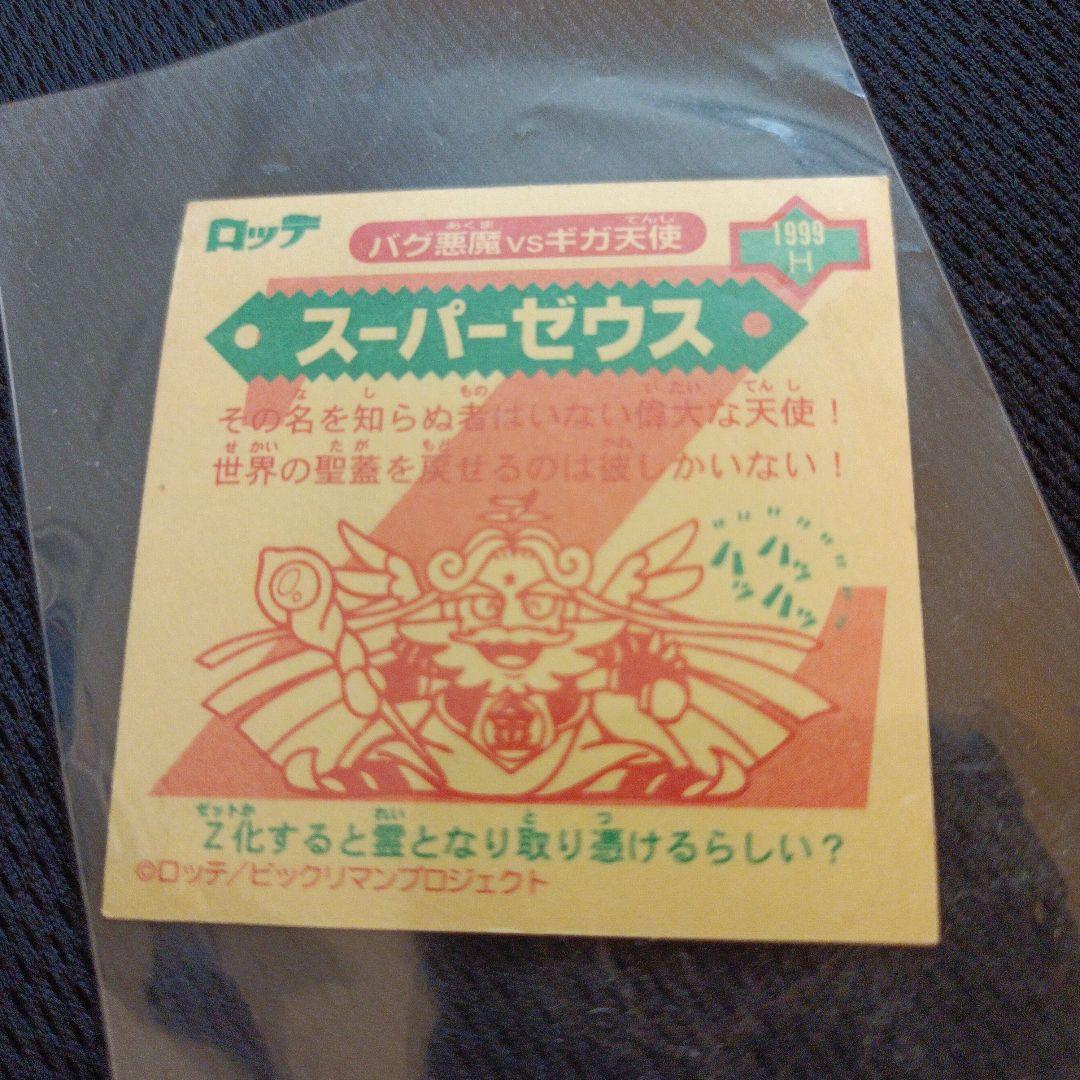 ロッテ
バグ悪魔vsギガ天使
あくま
てんし
1999
H
スーパーゼウス
な
し
もの
いだい
てんし
その名を知らぬ者はいない偉大な天使！
せかい
たが
もど
かれ
世界の聖蓋を戻せるのは彼しかいない！
ハッ
ハッ
ハッ
金
ゼットか
れい
と
つ
Z化すると霊となり取り憑けるらしい？
©ロッテ/ビックリマンプロジェクト